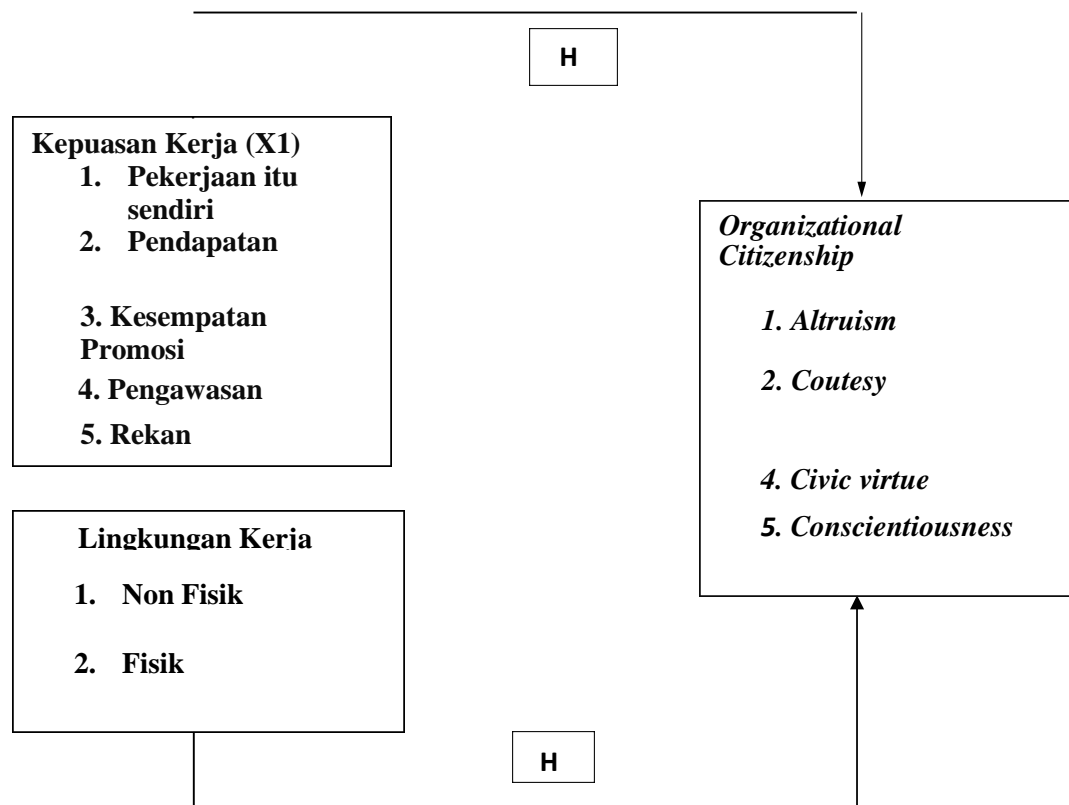 H
Kepuasan Kerja (X1)
1. Pekerjaan itu
sendiri
2. Pendapatan
3. Kesempatan
Promosi
4. Pengawasan
5. Rekan
Organizational
Citizenship
1. Altruism
2. Coutesy
4. Civic virtue
5. Conscientiousness
Lingkungan Kerja
1. Non Fisik
2. Fisik
H